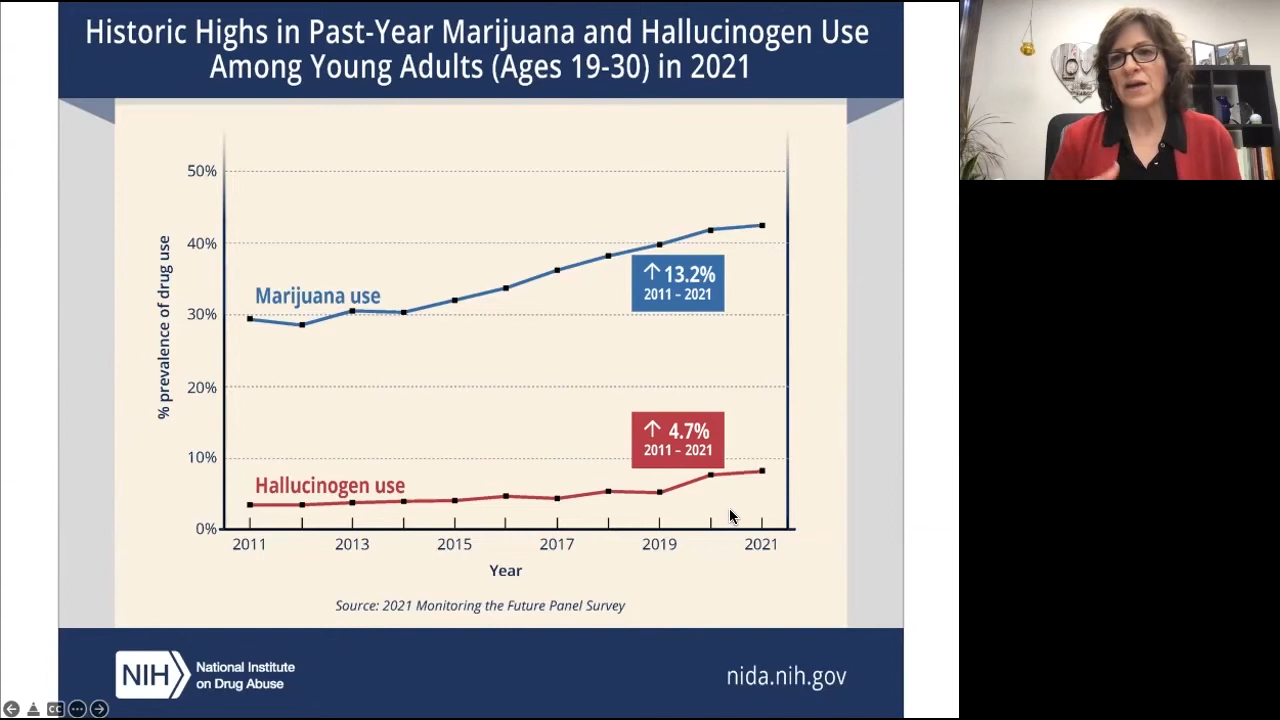 Historic Highs in Past-Year Marijuana and Hallucinogen Use
Among Young Adults (Ages 19-30) in 2021
% prevalence of drug use
50%
40%
30%
20%
10%
0%
Marijuana use
↑ 13.2%
2011 – 2021
Hallucinogen use
↑ 4.7%
2011 – 2021
2011 2013 2015 2017 2019 2021
Year
Source: 2021 Monitoring the Future Panel Survey
NIH
National Institute
on Drug Abuse
nida.nih.gov
CC